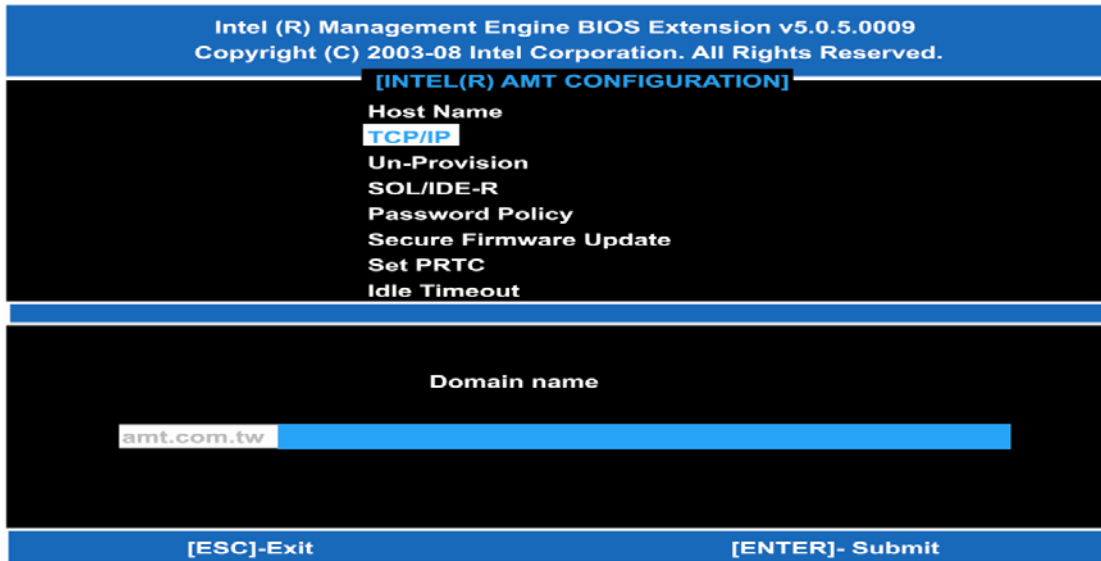 Intel (R) Management Engine BIOS Extension v5.0.5.0009
Copyright (C) 2003-08 Intel Corporation. All Rights Reserved.
[INTEL(R) AMT CONFIGURATION]
Host Name
TCP/IP
Un-Provision
SOL/IDE-R
Password Policy
Secure Firmware Update
Set PRTC
Idle Timeout
Domain name
amt.com.tw
[ESC]-Exit [ENTER]- Submit